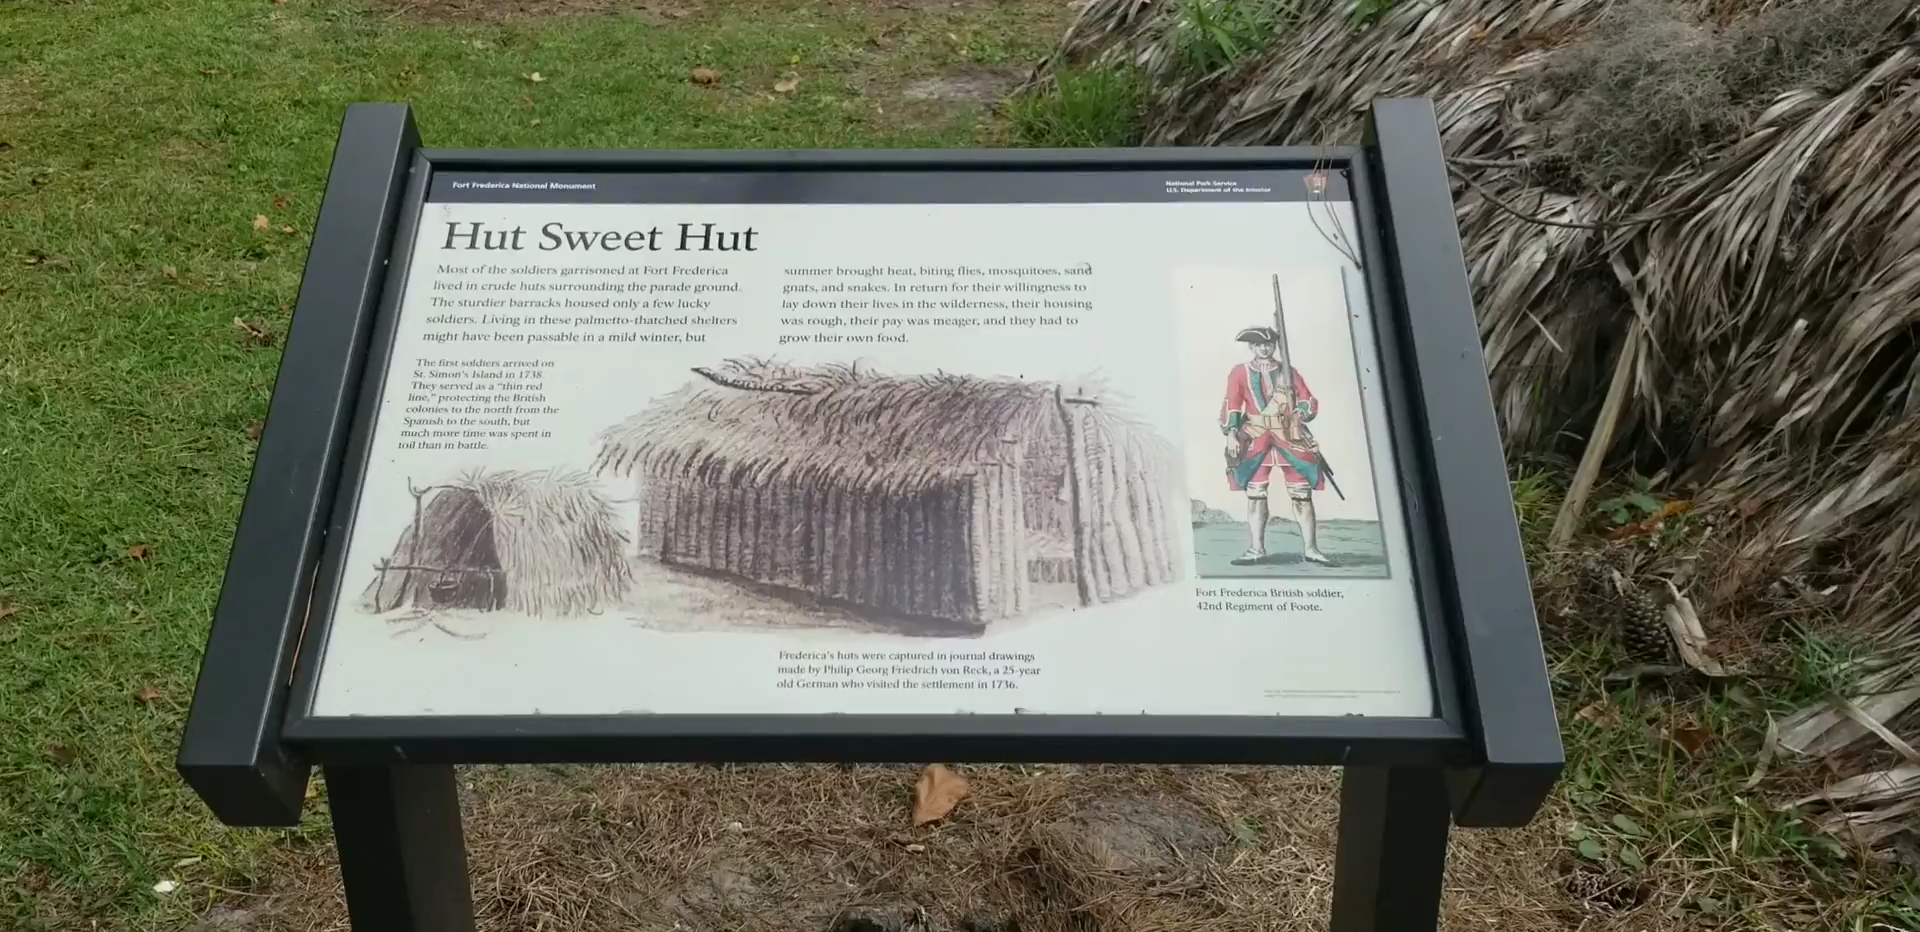 Fort Frederica National Monument
National Park Service
U.S. Department of the Interior
Hut Sweet Hut
Most of the soldiers garrisoned at Fort Frederica
lived in crude huts surrounding the parade ground.
The sturdier barracks housed only a few lucky
soldiers. Living in these palmetto-thatched shelters
might have been passable in a mild winter, but
summer brought heat, biting flies, mosquitoes, sand
gnats, and snakes. In return for their willingness to
lay down their lives in the wilderness, their housing
was rough, their pay was meager, and they had to
grow their own food.
The first soldiers arrived on
St. Simon's Island in 1738.
They served as a "thin red
line," protecting the British
colonies to the north from the
Spanish to the south, but
much more time was spent in
toil than in battle.
Fort Frederica British soldier,
42nd Regiment of Foote.
Frederica's huts were captured in journal drawings
made by Philip Georg Friedrich von Reck, a 25-year
old German who visited the settlement in 1736.